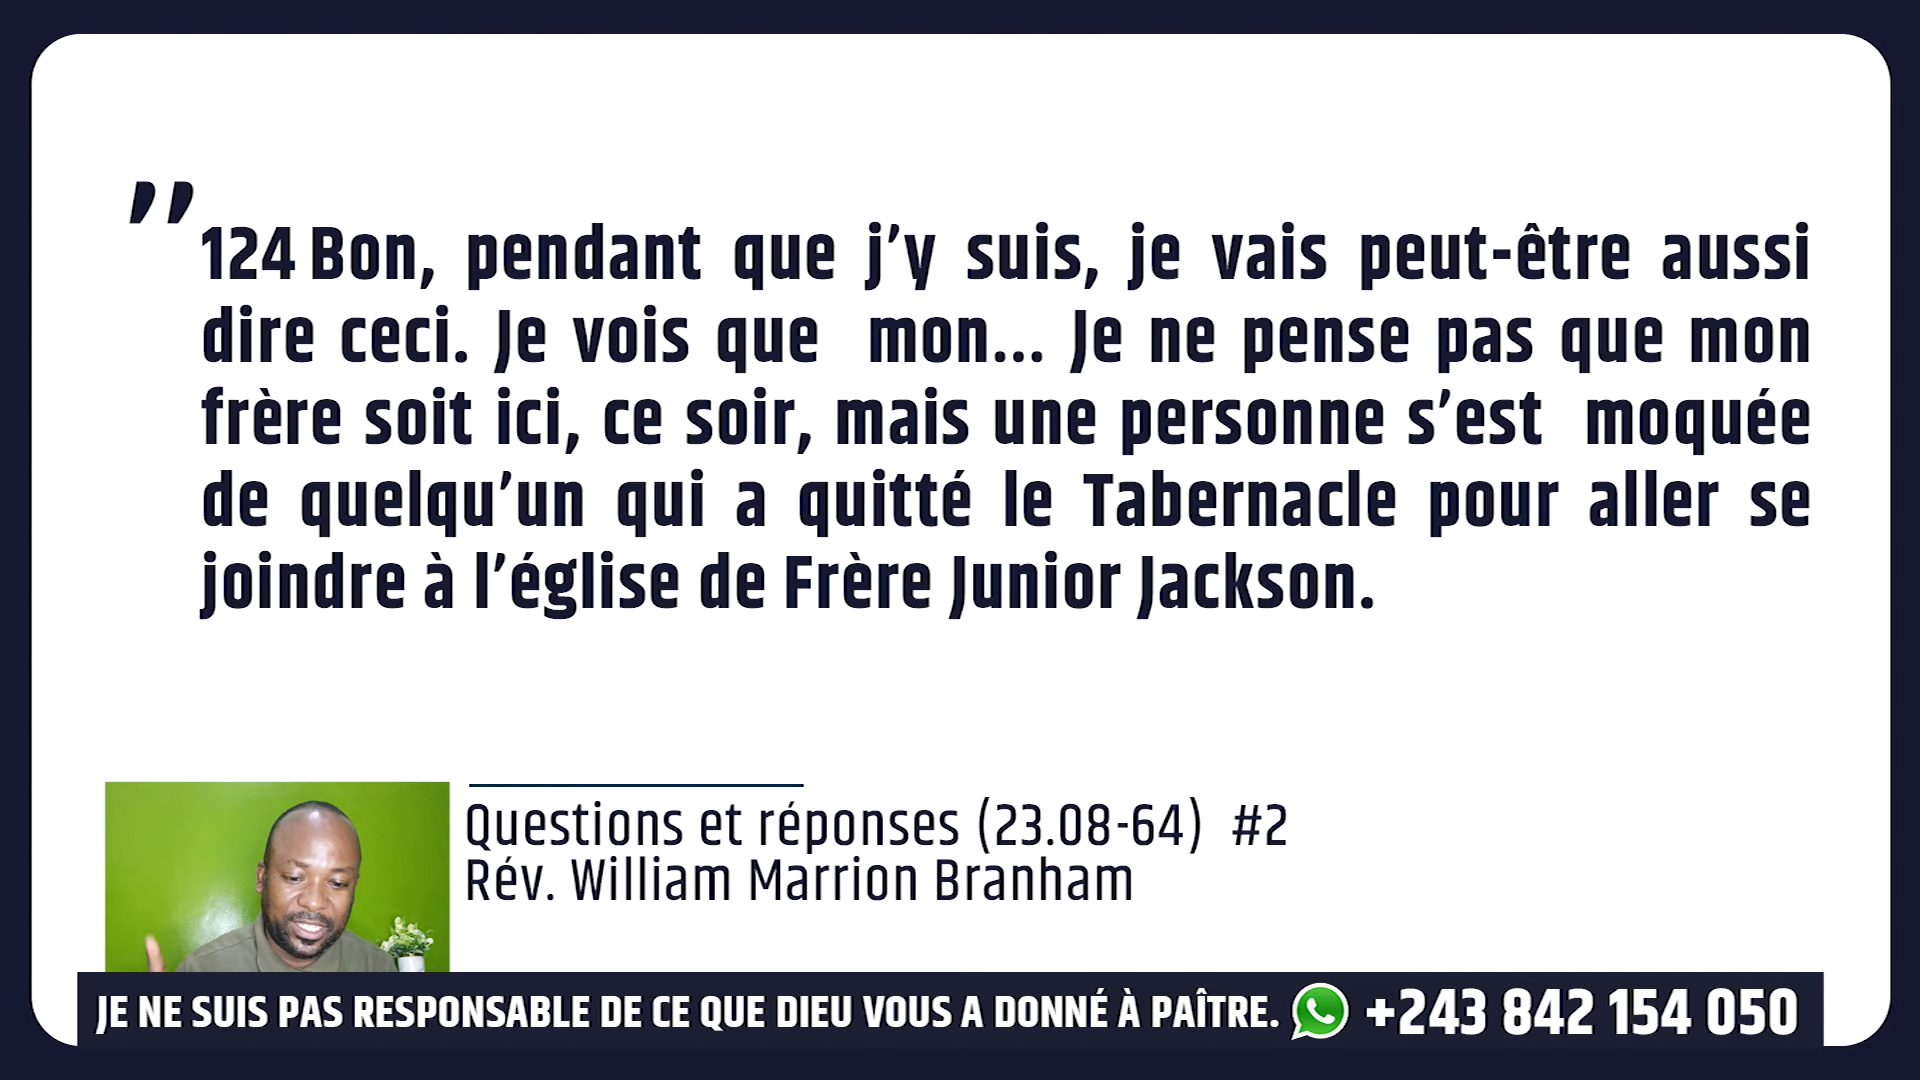 ”
124 Bon, pendant que j’y suis, je vais peut-être aussi
dire ceci. Je vois que mon... Je ne pense pas que mon
frère soit ici, ce soir, mais une personne s’est moquée
de quelqu’un qui a quitté le Tabernacle pour aller se
joindre à l’église de Frère Junior Jackson.
Questions et réponses (23.08-64) #2
Rév. William Marrion Branham
JE NE SUIS PAS RESPONSABLE DE CE QUE DIEU VOUS A DONNÉ À PAÎTRE. +243 842 154 050